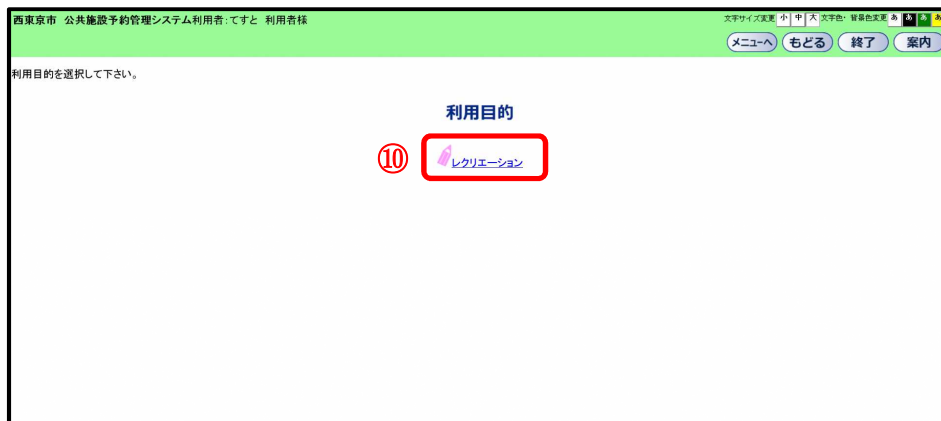 西東京市 公共施設予約管理システム利用者：てすと 利用者様
文字サイズ変更 小 中 大 文字色・背景色変更 あ あ あ あ
メニューへ もどる 終了 案内
利用目的を選択して下さい。
利用目的
⑩ レクリエーション